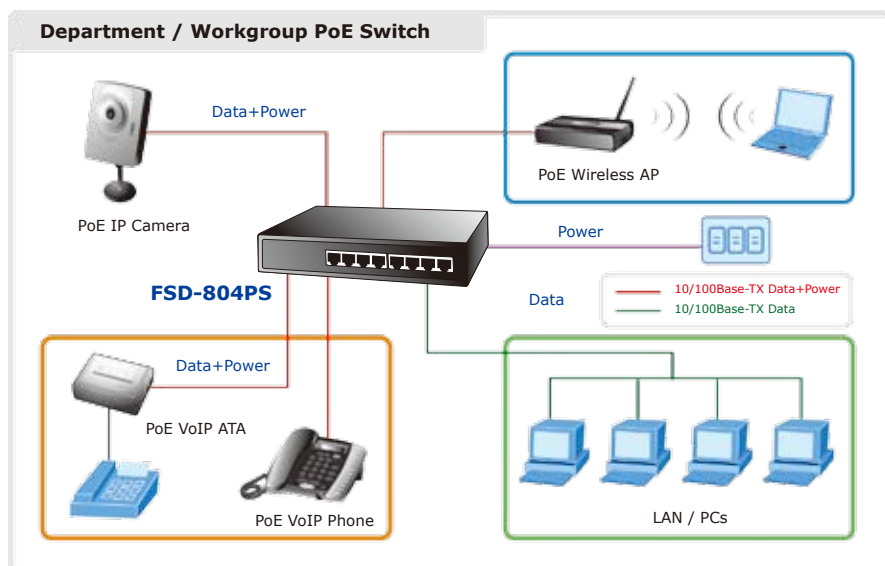 Department / Workgroup PoE Switch
Data+Power
PoE Wireless AP
PoE IP Camera
Power
FSD-804PS
Data
10/100Base-TX Data+Power
10/100Base-TX Data
Data+Power
PoE VoIP ATA
PoE VoIP Phone
LAN / PCs